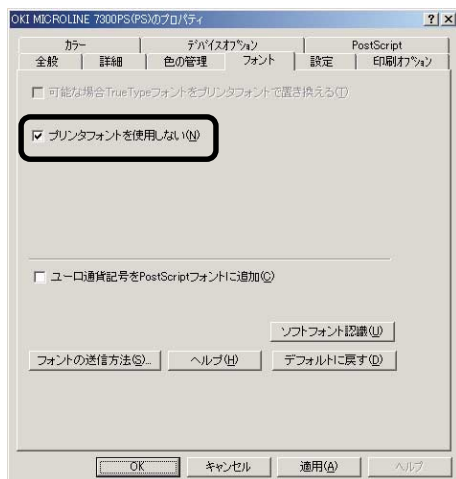 OKI MICROLINE 7300PS(PS)のプロパティ
カラー デバイスオプション PostScript
全般 詳細 色の管理 フォント 設定 印刷オプション
可能な場合TrueTypeフォントをプリンタフォントで置き換える(T)
プリンタフォントを使用しない(N)
ユーロ通貨記号をPostScriptフォントに追加(C)
ソフトフォント認識(U)
フォントの送信方法(S)... ヘルプ(H) デフォルトに戻す(D)
OK キャンセル 適用(A) ヘルプ